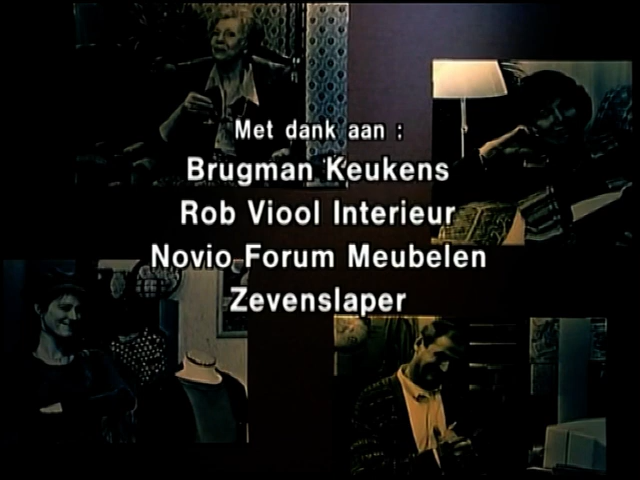 Met dank aan :
Brugman Keukens
Rob Viool Interieur
Novio Forum Meubelen
Zevenslaper